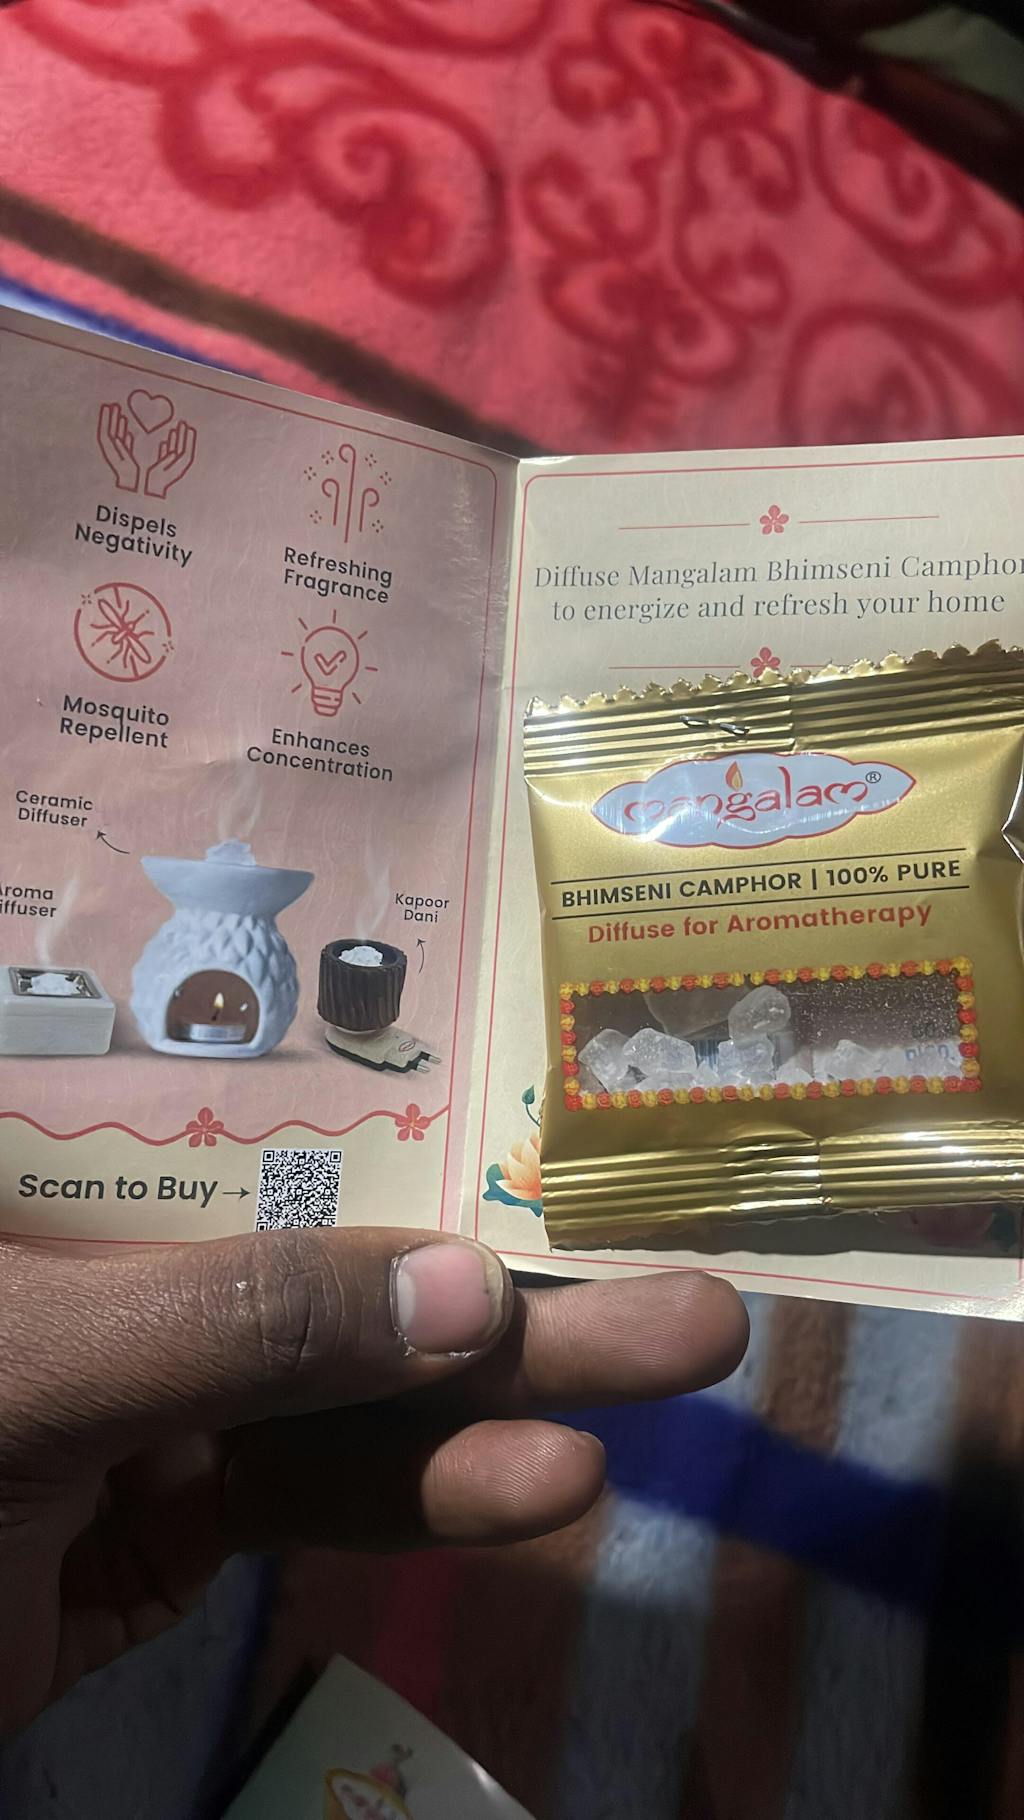 Dispels
Negativity
Refreshing
Fragrance
Mosquito
Repellent
Enhances
Concentration
Ceramic
Diffuser
Kapoor
Dani
Scan to Buy
Diffuse Mangalam Bhimseni Camphor
to energize and refresh your home
mangalam®
BHIMSENI CAMPHOR | 100% PURE
Diffuse for Aromatherapy